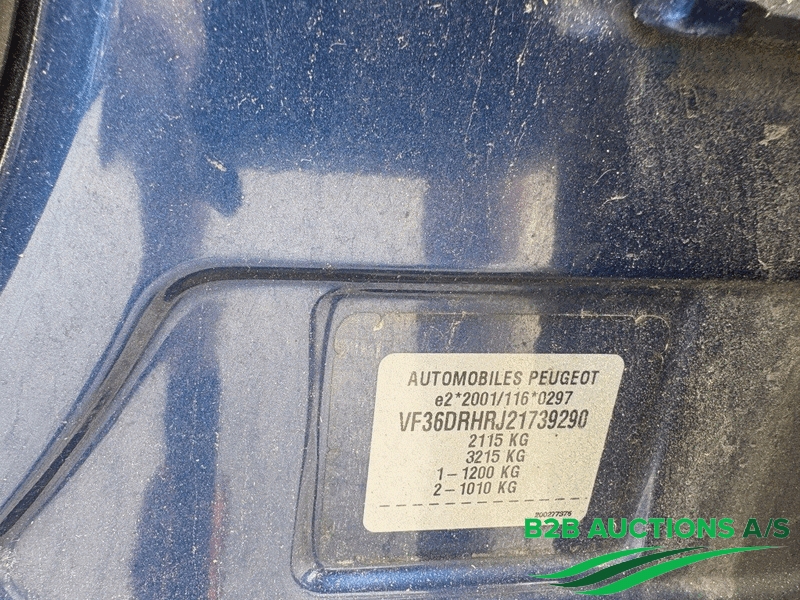 AUTOMOBILES PEUGEOT
e2*2001/116*0297
VF36DRHRJ21739290
2115 KG
3215 KG
1-1200 KG
2-1010 KG
200277376
B2B AUCTIONS A/S